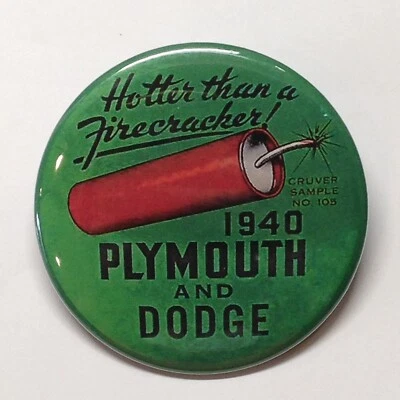 Hotter than a
Firecracker!
CRUVER
SAMPLE
NO. 105
1940
PLYMOUTH
AND
DODGE